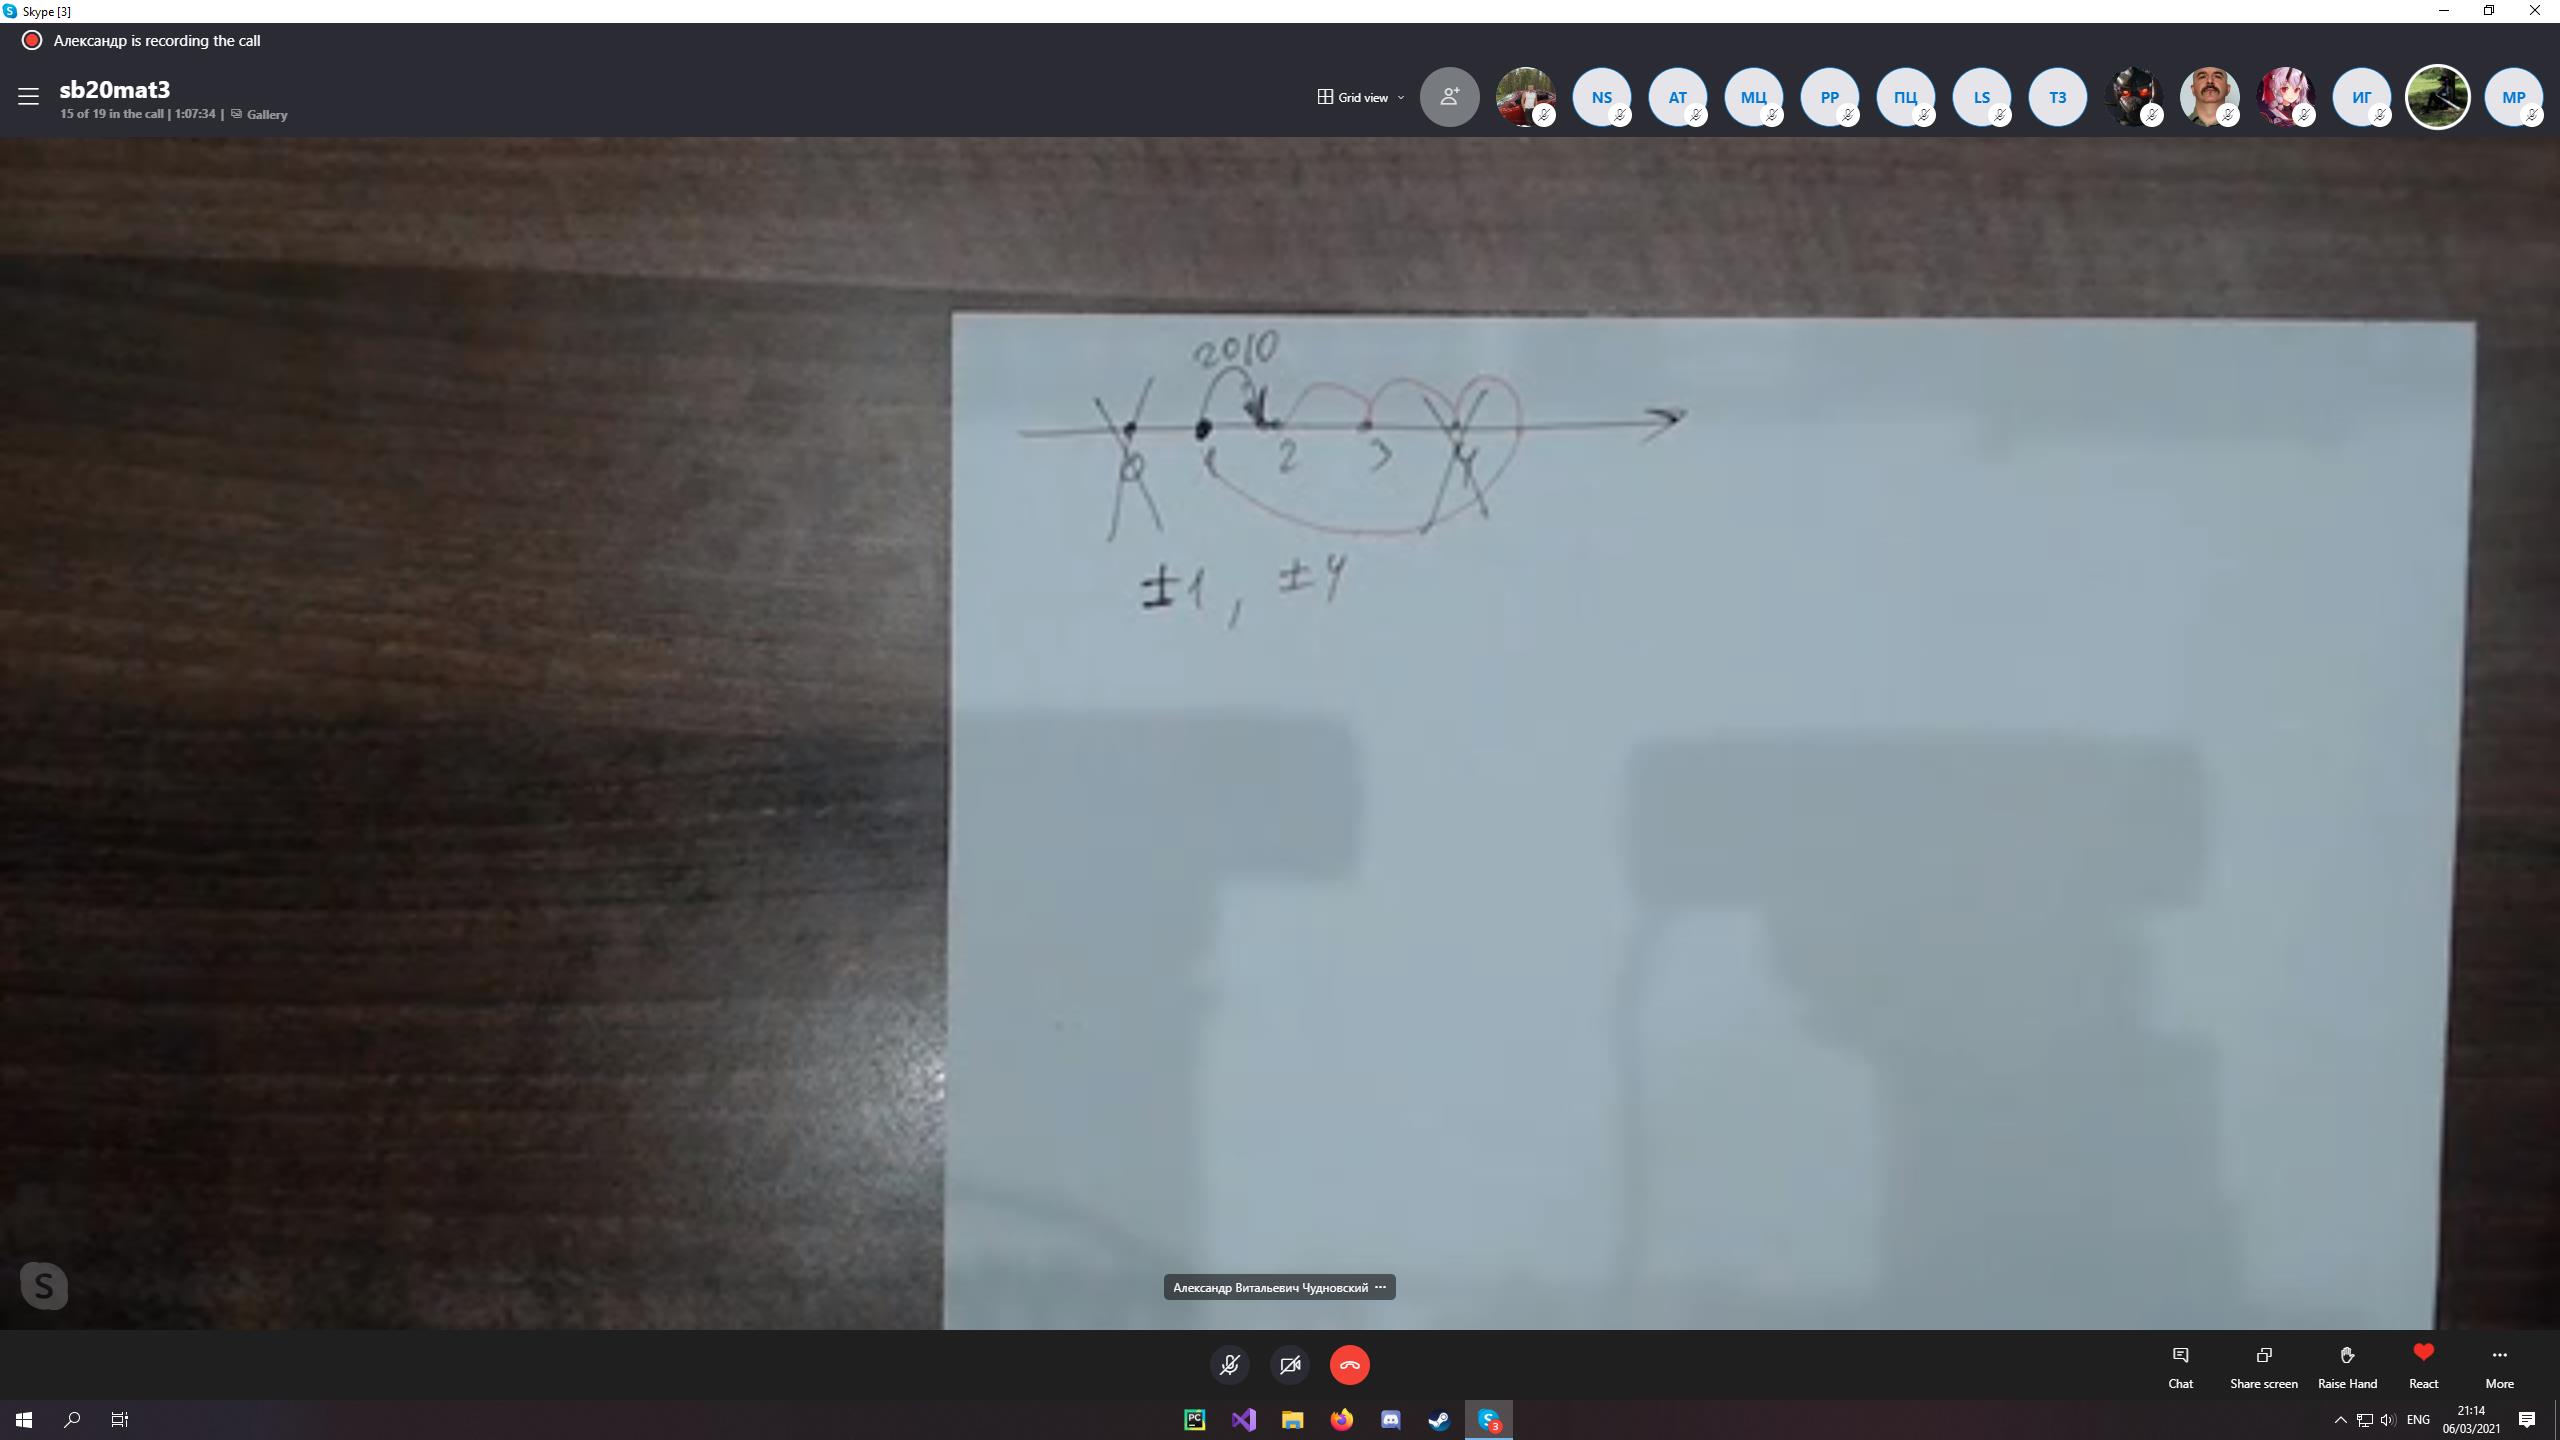 Skype [3]
Александр is recording the call
sb20mat3
15 of 19 in the call | 1:07:34 | Gallery
Grid view
NS
AT
МЦ
PP
ПЦ
LS
ТЗ
ИГ
MP
2010
0 1 2 3 4
±1, ±4
S
Александр Витальевич Чудновский ...
Chat
Share screen
Raise Hand
React
More
PC
S 3
ENG
21:14
06/03/2021